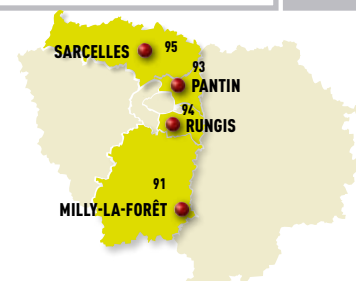 SARCELLES 95
93
PANTIN
94
RUNGIS
91
MILLY-LA-FORÊT